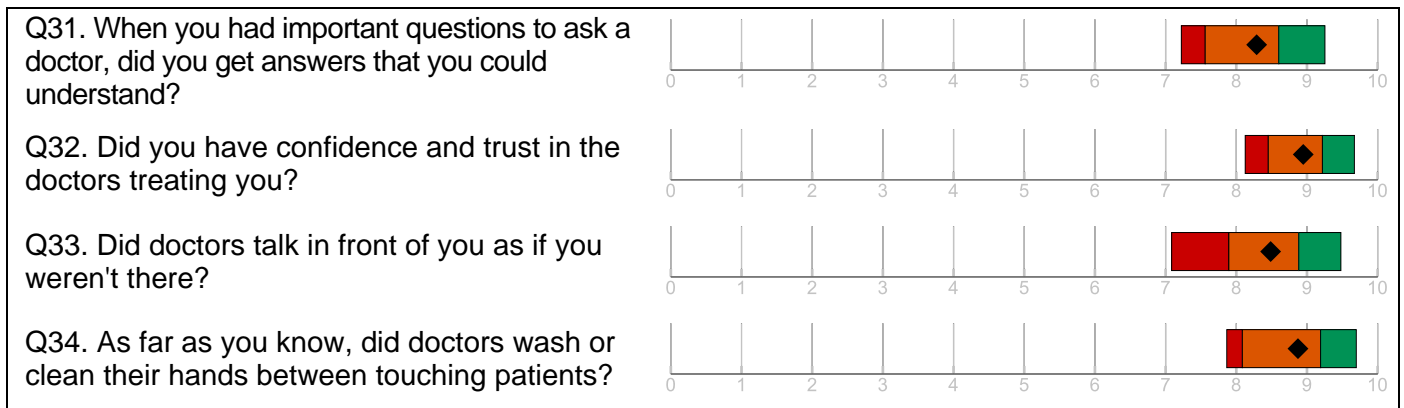 Q31. When you had important questions to ask a
doctor, did you get answers that you could
understand?
0 1 2 3 4 5 6 7 8 9 10
Q32. Did you have confidence and trust in the
doctors treating you?
0 1 2 3 4 5 6 7 8 9 10
Q33. Did doctors talk in front of you as if you
weren't there?
0 1 2 3 4 5 6 7 8 9 10
Q34. As far as you know, did doctors wash or
clean their hands between touching patients?
0 1 2 3 4 5 6 7 8 9 10